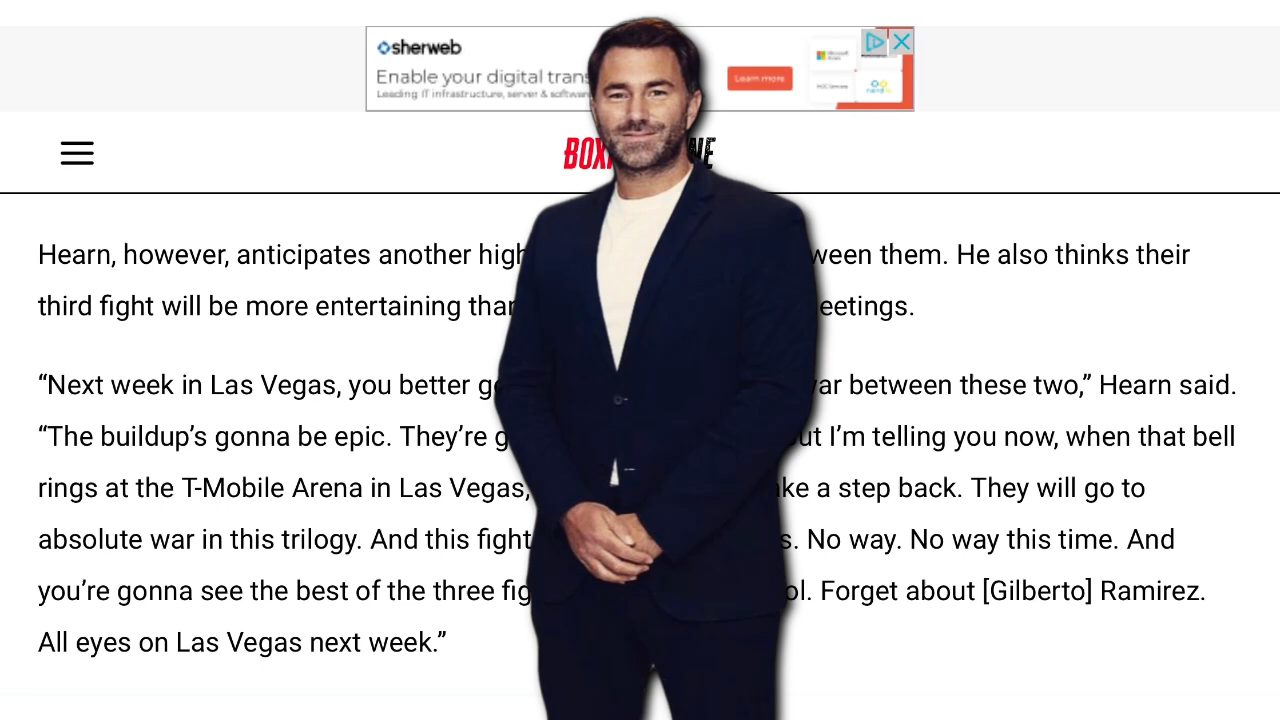 sherweb
Enable your digital trans
Leading IT infrastructure, server & softwar
Learn more
BOX NE
Hearn, however, anticipates another high ween them. He also thinks their
third fight will be more entertaining than eetings.
“Next week in Las Vegas, you better ge war between these two,” Hearn said.
“The buildup’s gonna be epic. They’re g out I’m telling you now, when that bell
rings at the T-Mobile Arena in Las Vegas, ake a step back. They will go to
absolute war in this trilogy. And this fight s. No way. No way this time. And
you’re gonna see the best of the three fig ol. Forget about [Gilberto] Ramirez.
All eyes on Las Vegas next week.”